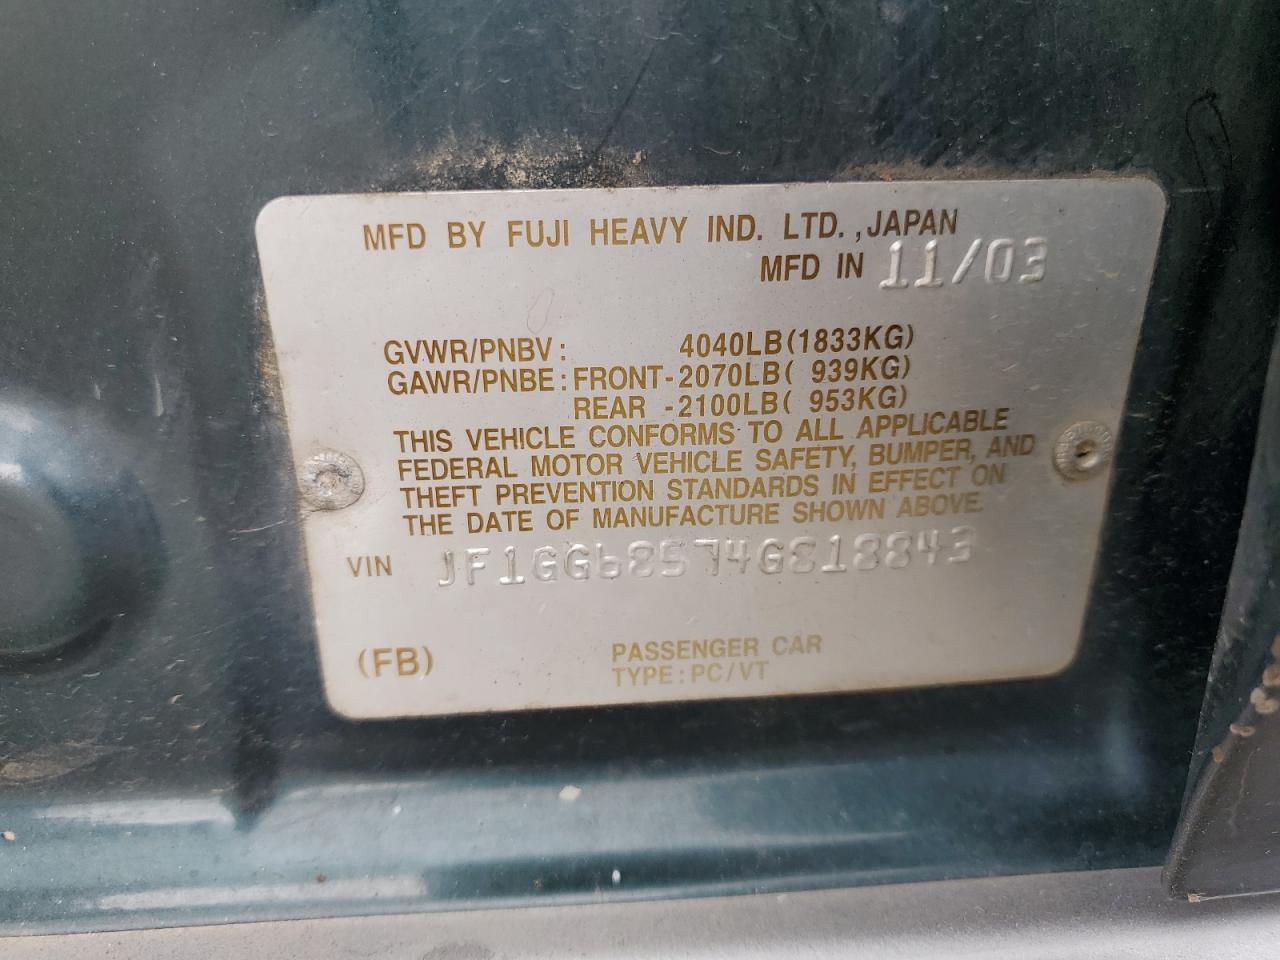 MFD BY FUJI HEAVY IND. LTD., JAPAN
MFD IN 11/03
GVWR/PNBV: 4040LB(1833KG)
GAWR/PNBE: FRONT-2070LB( 939KG)
REAR -2100LB( 953KG)
THIS VEHICLE CONFORMS TO ALL APPLICABLE
FEDERAL MOTOR VEHICLE SAFETY, BUMPER, AND
THEFT PREVENTION STANDARDS IN EFFECT ON
THE DATE OF MANUFACTURE SHOWN ABOVE.
VIN JF1GG68574G818843
(FB) PASSENGER CAR
TYPE: PC/VT